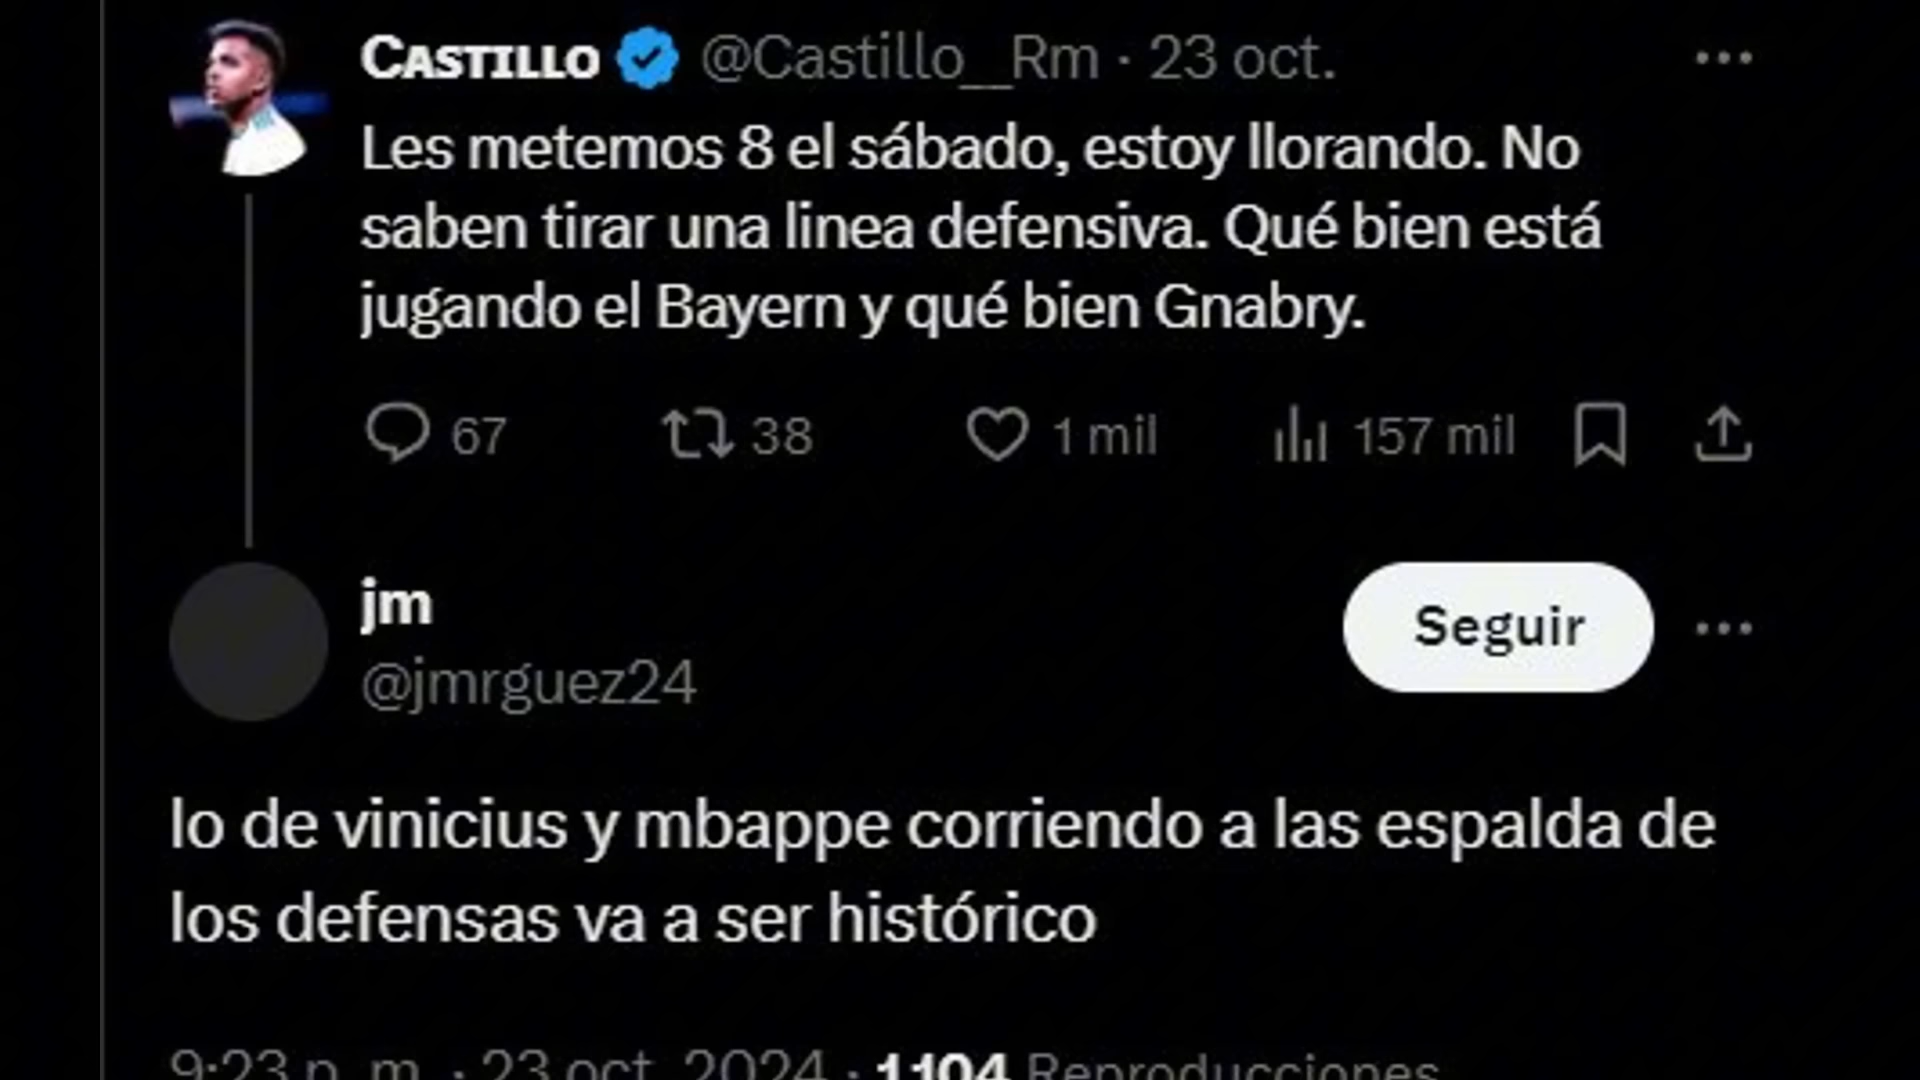 CASTILLO @Castillo__Rm · 23 oct.
Les metemos 8 el sábado, estoy llorando. No
saben tirar una linea defensiva. Qué bien está
jugando el Bayern y qué bien Gnabry.
67 38 1 mil 157 mil
jm
Seguir
@jmrguez24
lo de vinicius y mbappe corriendo a las espalda de
los defensas va a ser histórico
9:23 p. m. · 23 oct. 2024 · 1104 Reproducciones